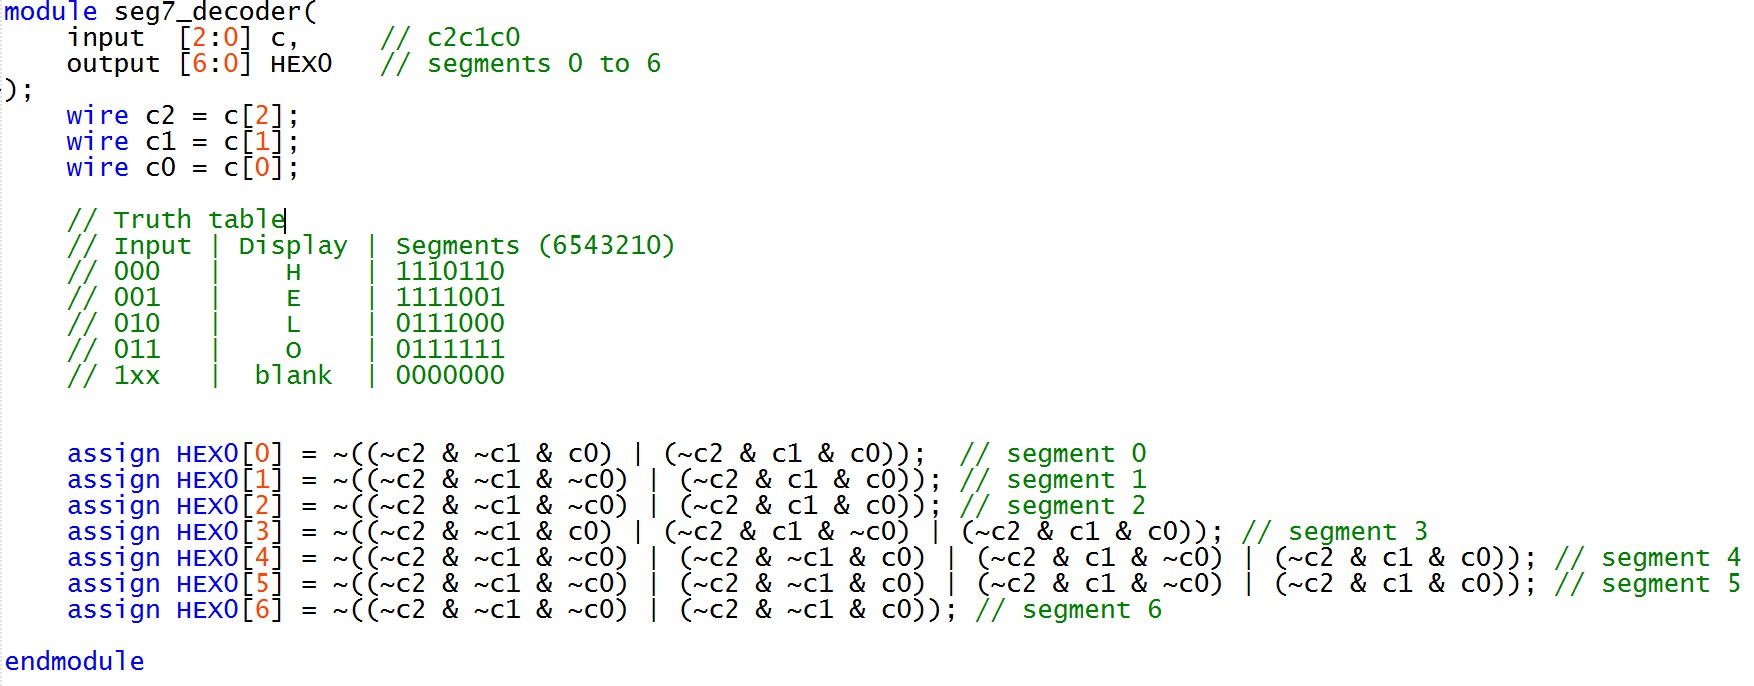 module seg7_decoder(
    input  [2:0] c,     // c2c1c0
    output [6:0] HEX0   // segments 0 to 6
);
    wire c2 = c[2];
    wire c1 = c[1];
    wire c0 = c[0];

    // Truth table
    // Input | Display | Segments (6543210)
    // 000   |    H    | 1110110
    // 001   |    E    | 1111001
    // 010   |    L    | 0111000
    // 011   |    O    | 0111111
    // 1xx   |  blank  | 0000000

    assign HEX0[0] = ~((~c2 & ~c1 & c0) | (~c2 & c1 & c0));  // segment 0
    assign HEX0[1] = ~((~c2 & ~c1 & ~c0) | (~c2 & c1 & c0)); // segment 1
    assign HEX0[2] = ~((~c2 & ~c1 & ~c0) | (~c2 & c1 & c0)); // segment 2
    assign HEX0[3] = ~((~c2 & ~c1 & c0) | (~c2 & c1 & ~c0) | (~c2 & c1 & c0)); // segment 3
    assign HEX0[4] = ~((~c2 & ~c1 & ~c0) | (~c2 & ~c1 & c0) | (~c2 & c1 & ~c0) | (~c2 & c1 & c0)); // segment 4
    assign HEX0[5] = ~((~c2 & ~c1 & ~c0) | (~c2 & ~c1 & c0) | (~c2 & c1 & ~c0) | (~c2 & c1 & c0)); // segment 5
    assign HEX0[6] = ~((~c2 & ~c1 & ~c0) | (~c2 & ~c1 & c0)); // segment 6

endmodule